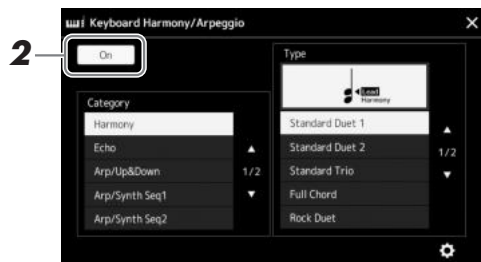 Keyboard Harmony/Arpeggio
2
On
Type
Lead
Harmony
Category
Harmony
Echo
Arp/Up&Down
Arp/Synth Seq1
Arp/Synth Seq2
1/2
Standard Duet 1
Standard Duet 2
Standard Trio
Full Chord
Rock Duet
1/2